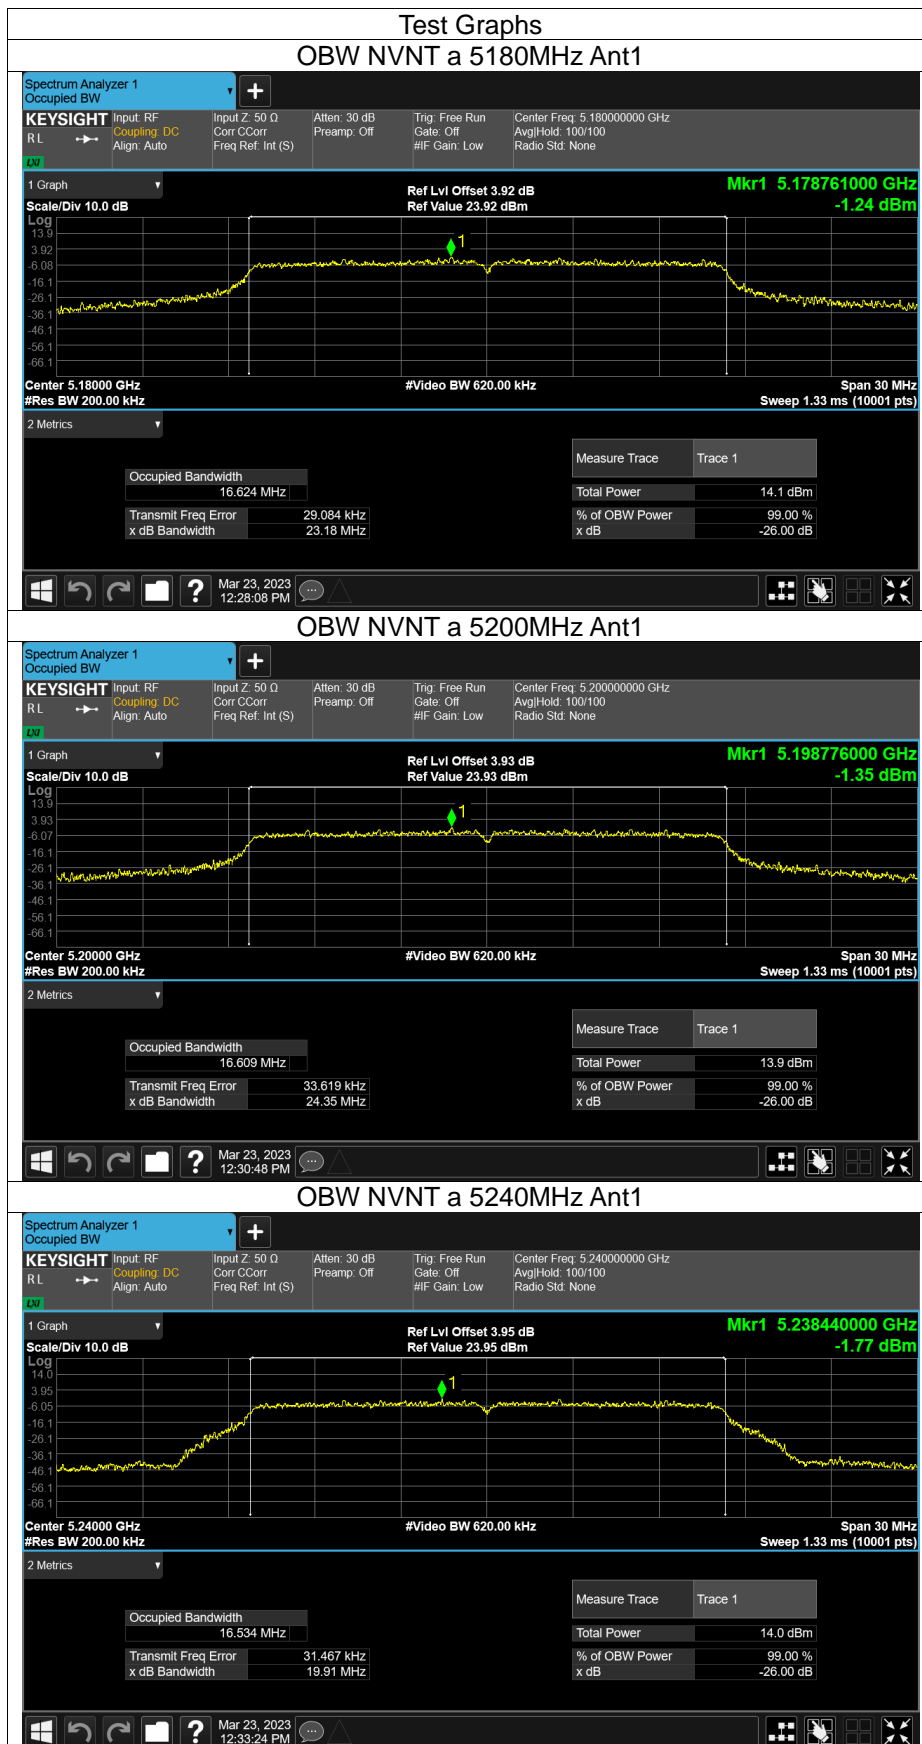 Test Graphs
OBW NVNT a 5180MHz Ant1
Spectrum Analyzer 1
Occupied BW
KEYSIGHT Input: RF Input Z: 50 Ω Atten: 30 dB Trig: Free Run Center Freq: 5.180000000 GHz
RL Coupling: DC Corr CCorr Preamp: Off Gate: Off Avg|Hold: 100/100
Align: Auto Freq Ref: Int (S) #IF Gain: Low Radio Std: None
LXI
1 Graph Ref Lvl Offset 3.92 dB Mkr1 5.178761000 GHz
Scale/Div 10.0 dB Ref Value 23.92 dBm -1.24 dBm
Log
13.9
3.92
-6.08
-16.1
-26.1
-36.1
-46.1
-56.1
-66.1
1
Center 5.18000 GHz #Video BW 620.00 kHz Span 30 MHz
#Res BW 200.00 kHz Sweep 1.33 ms (10001 pts)
2 Metrics
Measure Trace Trace 1
Occupied Bandwidth
16.624 MHz Total Power 14.1 dBm
Transmit Freq Error 29.084 kHz % of OBW Power 99.00 %
x dB Bandwidth 23.18 MHz x dB -26.00 dB
Mar 23, 2023
12:28:08 PM
OBW NVNT a 5200MHz Ant1
Spectrum Analyzer 1
Occupied BW
KEYSIGHT Input: RF Input Z: 50 Ω Atten: 30 dB Trig: Free Run Center Freq: 5.200000000 GHz
RL Coupling: DC Corr CCorr Preamp: Off Gate: Off Avg|Hold: 100/100
Align: Auto Freq Ref: Int (S) #IF Gain: Low Radio Std: None
LXI
1 Graph Ref Lvl Offset 3.93 dB Mkr1 5.198776000 GHz
Scale/Div 10.0 dB Ref Value 23.93 dBm -1.35 dBm
Log
13.9
3.93
-6.07
-16.1
-26.1
-36.1
-46.1
-56.1
-66.1
1
Center 5.20000 GHz #Video BW 620.00 kHz Span 30 MHz
#Res BW 200.00 kHz Sweep 1.33 ms (10001 pts)
2 Metrics
Measure Trace Trace 1
Occupied Bandwidth
16.609 MHz Total Power 13.9 dBm
Transmit Freq Error 33.619 kHz % of OBW Power 99.00 %
x dB Bandwidth 24.35 MHz x dB -26.00 dB
Mar 23, 2023
12:30:48 PM
OBW NVNT a 5240MHz Ant1
Spectrum Analyzer 1
Occupied BW
KEYSIGHT Input: RF Input Z: 50 Ω Atten: 30 dB Trig: Free Run Center Freq: 5.240000000 GHz
RL Coupling: DC Corr CCorr Preamp: Off Gate: Off Avg|Hold: 100/100
Align: Auto Freq Ref: Int (S) #IF Gain: Low Radio Std: None
LXI
1 Graph Ref Lvl Offset 3.95 dB Mkr1 5.238440000 GHz
Scale/Div 10.0 dB Ref Value 23.95 dBm -1.77 dBm
Log
14.0
3.95
-6.05
-16.1
-26.1
-36.1
-46.1
-56.1
-66.1
1
Center 5.24000 GHz #Video BW 620.00 kHz Span 30 MHz
#Res BW 200.00 kHz Sweep 1.33 ms (10001 pts)
2 Metrics
Measure Trace Trace 1
Occupied Bandwidth
16.534 MHz Total Power 14.0 dBm
Transmit Freq Error 31.467 kHz % of OBW Power 99.00 %
x dB Bandwidth 19.91 MHz x dB -26.00 dB
Mar 23, 2023
12:33:24 PM